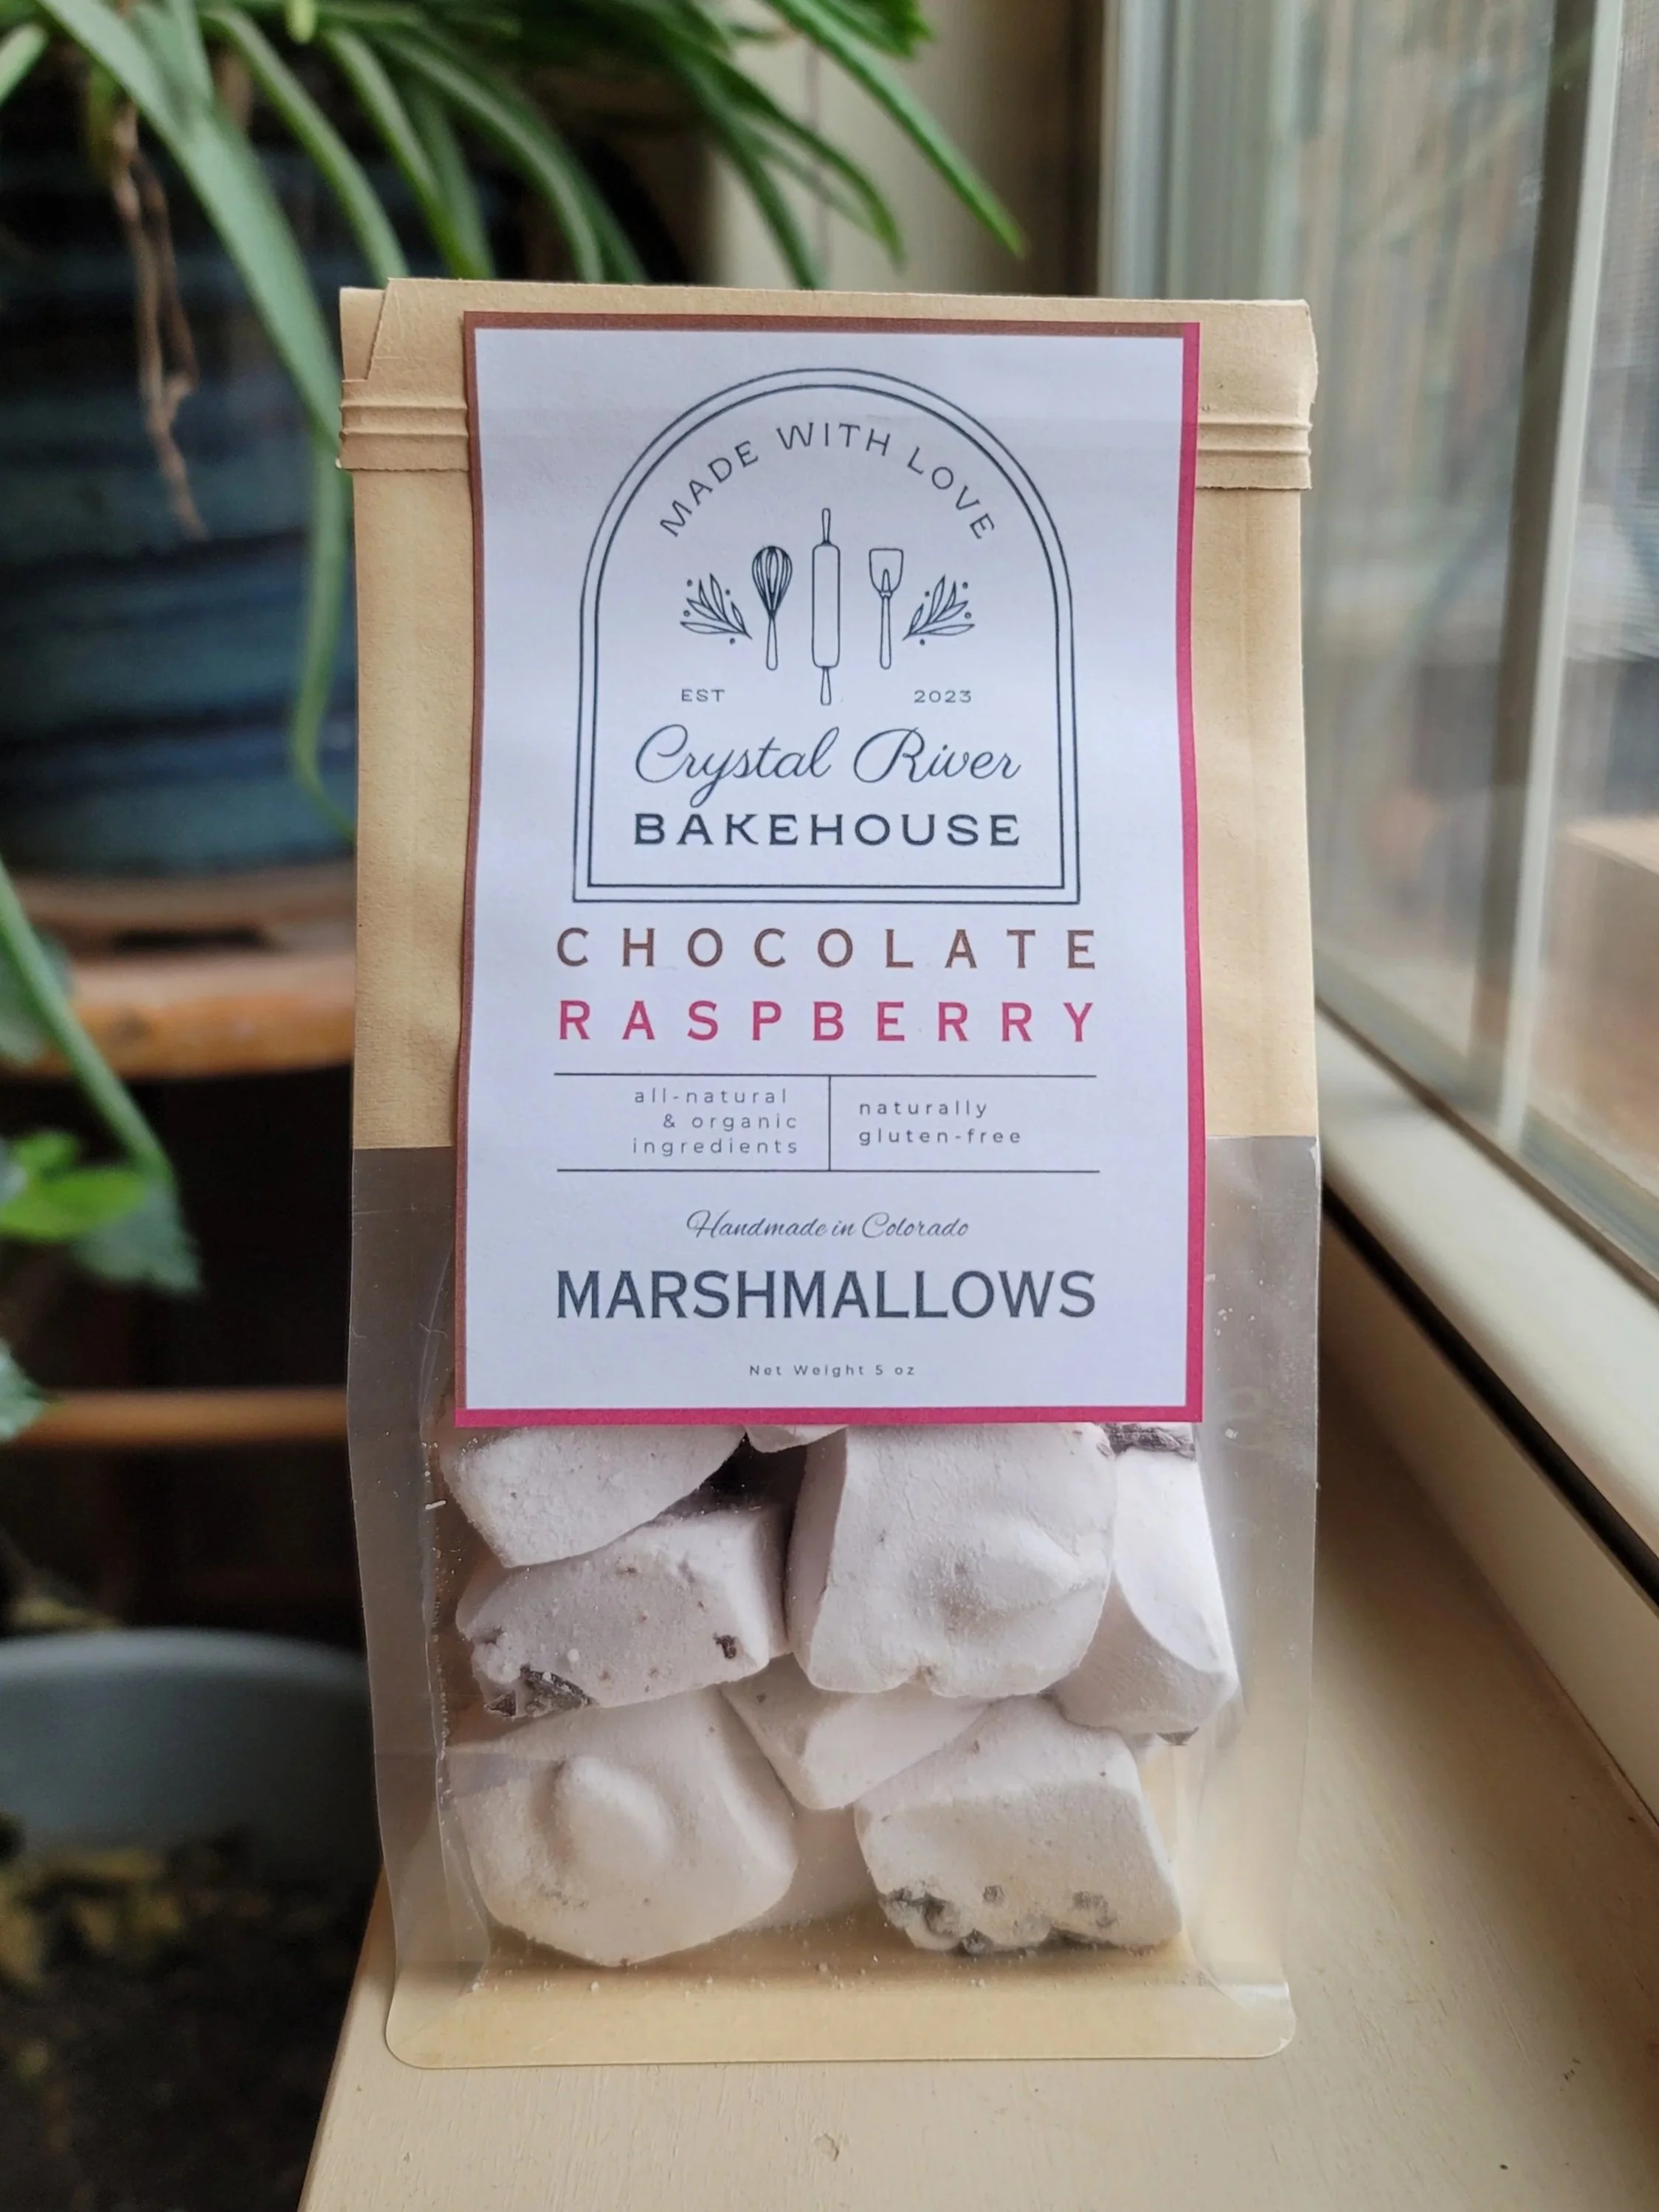 MADE WITH LOVE
EST 2023
Crystal River
BAKEHOUSE
CHOCOLATE
RASPBERRY
all-natural
& organic
ingredients
naturally
gluten-free
Handmade in Colorado
MARSHMALLOWS
Net Weight 5 oz